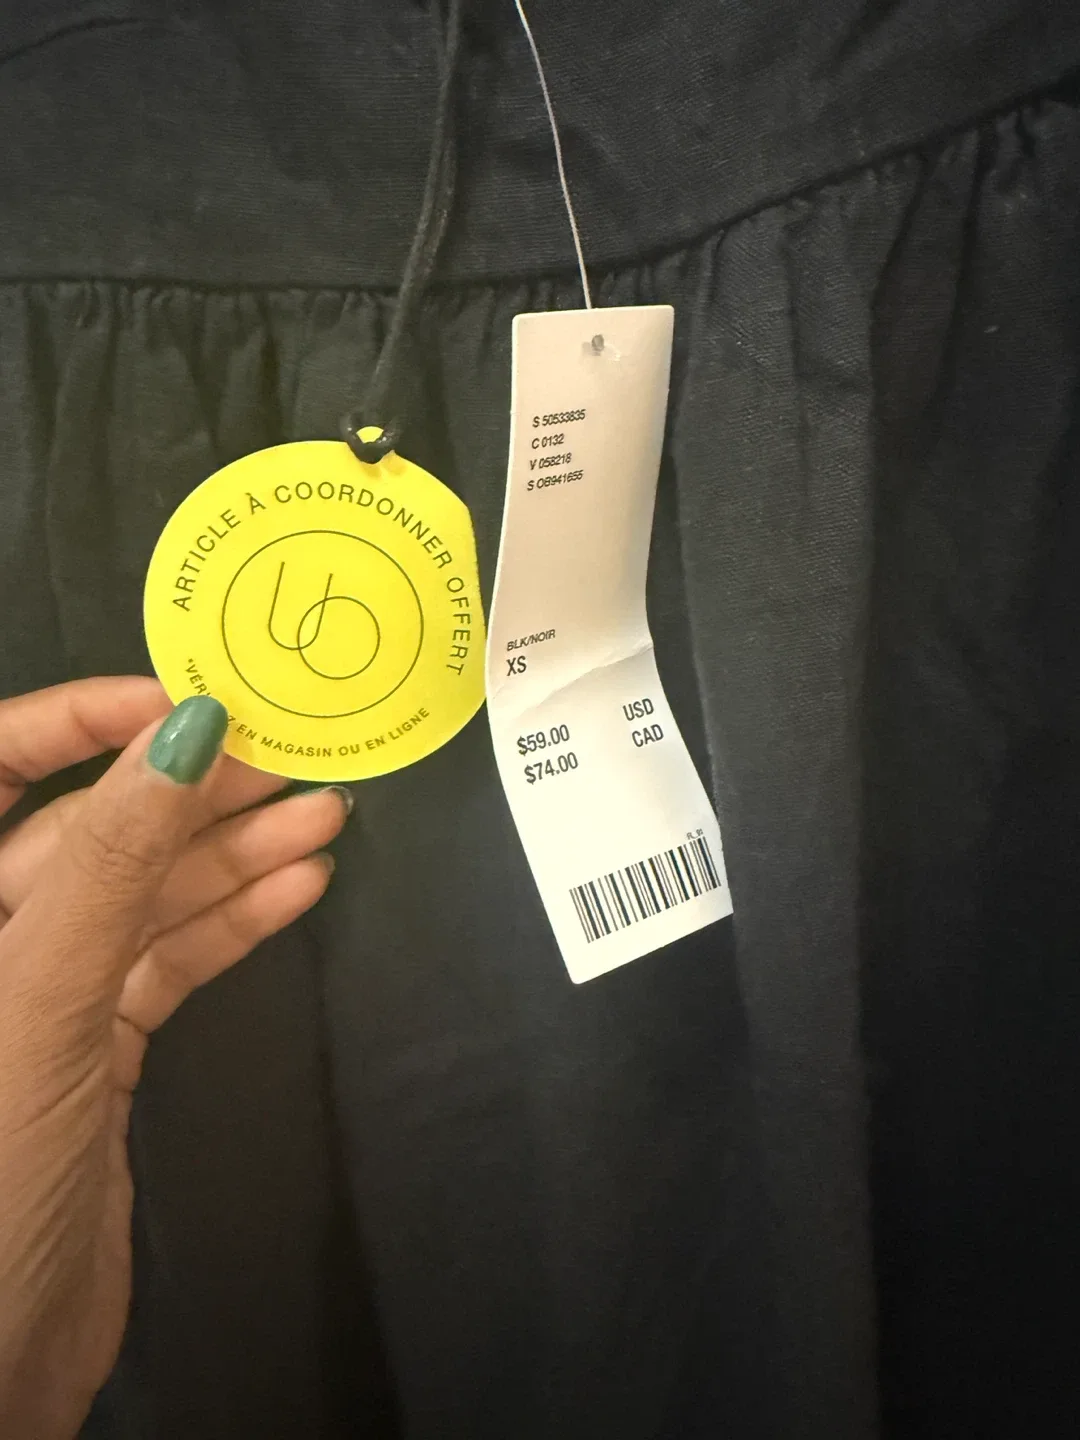 ARTICLE À COORDONNER OFFERT
EN MAGASIN OU EN LIGNE
S 50533835
C 0132
V 058218
S OB941655
BLK/NOIR
XS
$59.00 USD
$74.00 CAD